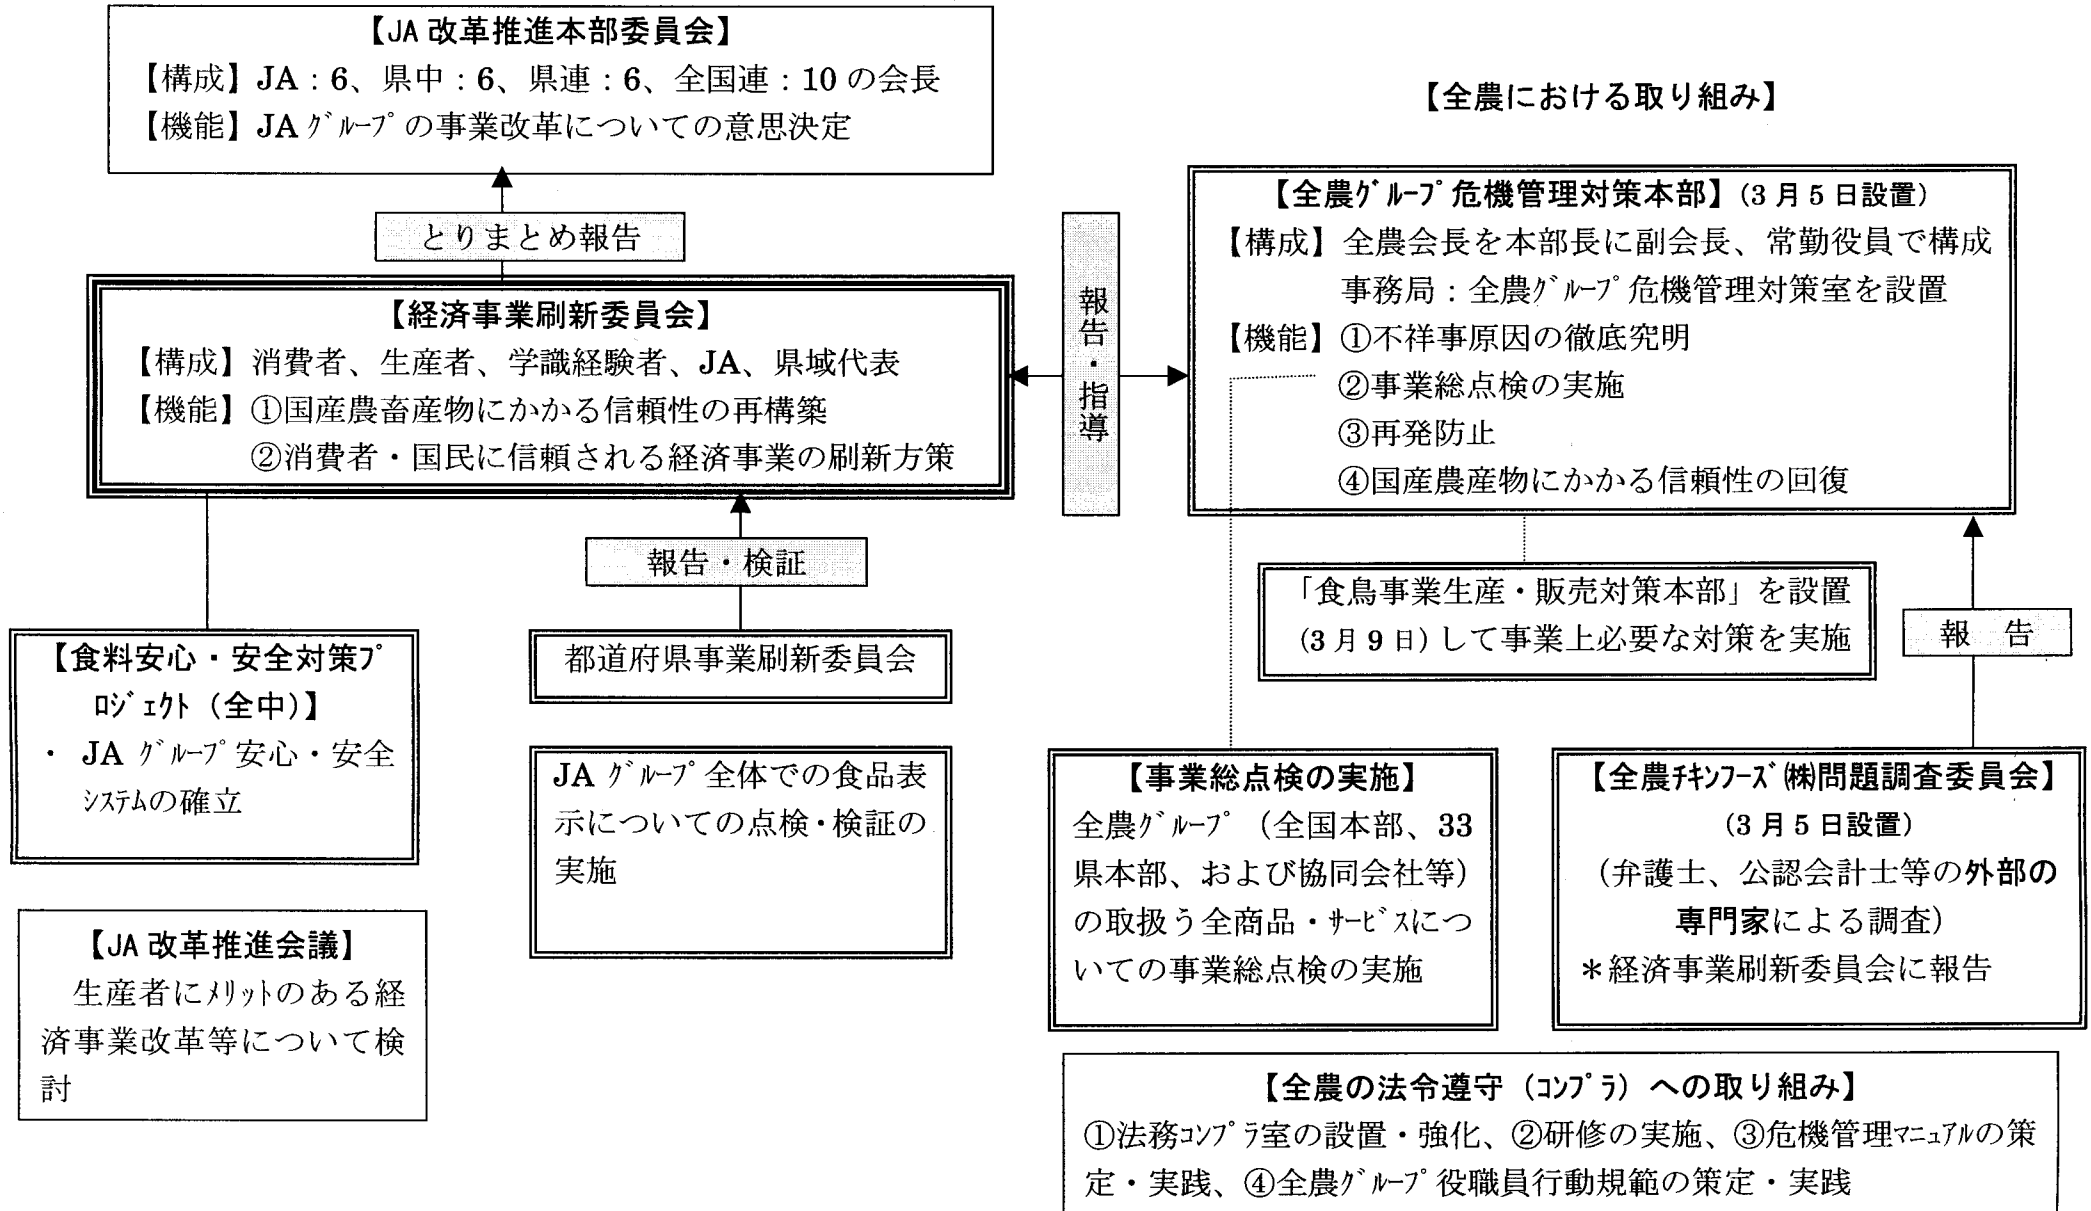 【JA 改革推進本部委員会】
【構成】JA：6、県中：6、県連：6、全国連：10 の会長
【機能】JAｸﾞﾙｰﾌﾟの事業改革についての意思決定
とりまとめ報告
【経済事業刷新委員会】
【構成】消費者、生産者、学識経験者、JA、県域代表
【機能】①国産農畜産物にかかる信頼性の再構築
②消費者・国民に信頼される経済事業の刷新方策
報告・検証
【食料安心・安全対策ﾌﾟ
ﾛｼﾞｪｸﾄ（全中）】
・ JA ｸﾞﾙｰﾌﾟ安心・安全
ｼｽﾃﾑの確立
都道府県事業刷新委員会
JA ｸﾞﾙｰﾌﾟ全体での食品表
示についての点検・検証の
実施
【JA 改革推進会議】
生産者にﾒﾘｯﾄのある経
済事業改革等について検
討
報告・指導
【全農における取り組み】
【全農ｸﾞﾙｰﾌﾟ危機管理対策本部】(3 月 5 日設置)
【構成】全農会長を本部長に副会長、常勤役員で構成
事務局：全農ｸﾞﾙｰﾌﾟ危機管理対策室を設置
【機能】①不祥事原因の徹底究明
②事業総点検の実施
③再発防止
④国産農産物にかかる信頼性の回復
「食鳥事業生産・販売対策本部」を設置
(3 月 9 日) して事業上必要な対策を実施
報　告
【事業総点検の実施】
全農ｸﾞﾙｰﾌﾟ（全国本部、33
県本部、および協同会社等）
の取扱う全商品・ｻｰﾋﾞｽにつ
いての事業総点検の実施
【全農ﾁｷﾝﾌｰｽﾞ㈱問題調査委員会】
(3 月 5 日設置)
（弁護士、公認会計士等の外部の
専門家による調査）
＊経済事業刷新委員会に報告
【全農の法令遵守（ｺﾝﾌﾟﾗ）への取り組み】
①法務ｺﾝﾌﾟﾗ室の設置・強化、②研修の実施、③危機管理ﾏﾆｭｱﾙの策
定・実践、④全農ｸﾞﾙｰﾌﾟ役職員行動規範の策定・実践